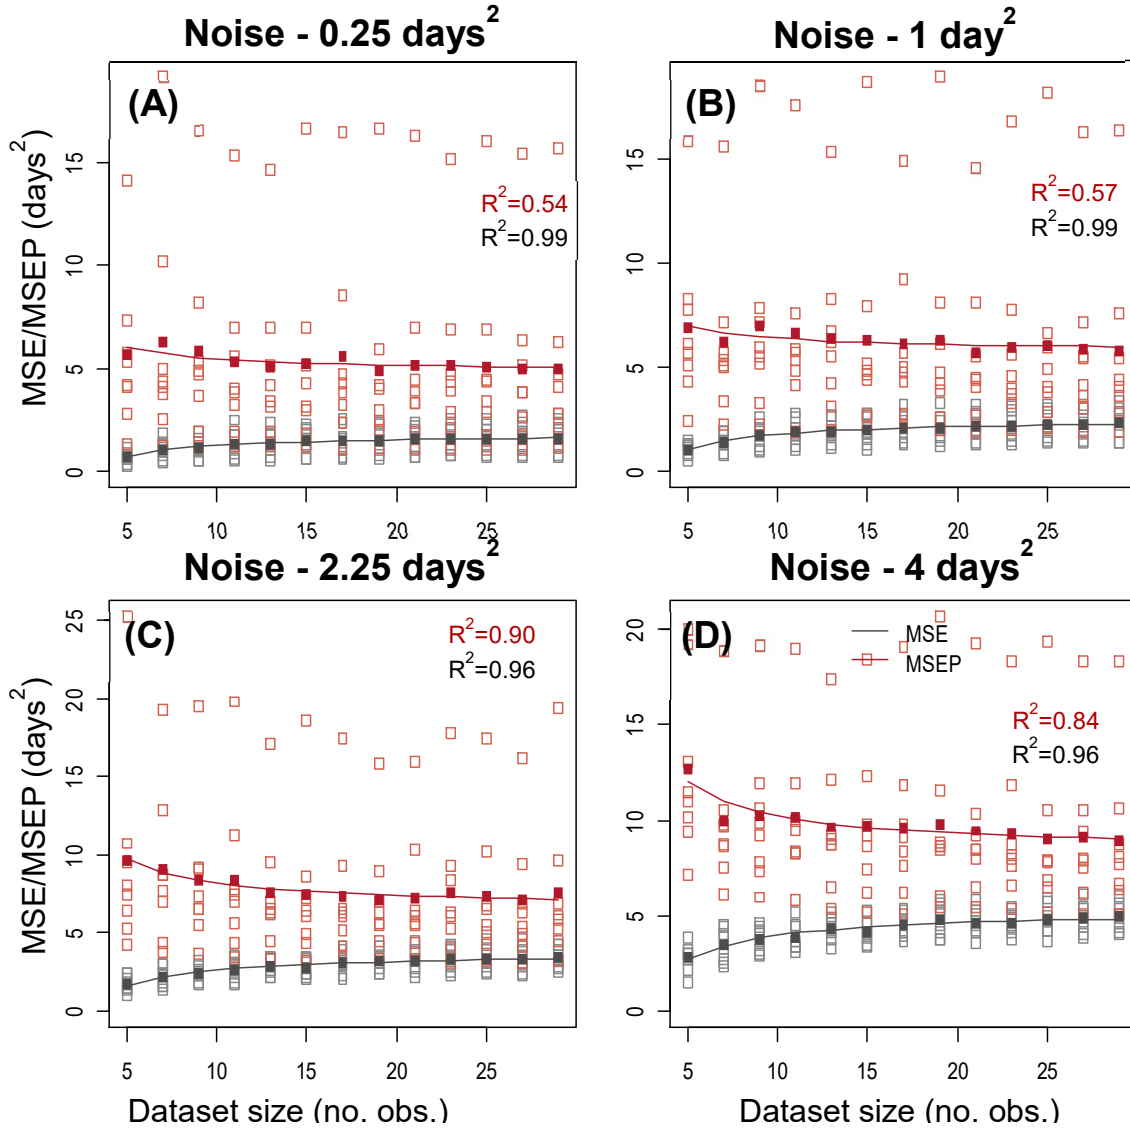 Noise - 0.25 days²
Noise - 1 day²
(A)
R²=0.54
R²=0.99
MSE/MSEP (days²)
0
5
10
15
5
10
15
20
25
(B)
R²=0.57
R²=0.99
0
5
10
15
5
10
15
20
25
Noise - 2.25 days²
Noise - 4 days²
(C)
R²=0.90
R²=0.96
MSE/MSEP (days²)
0
5
10
15
20
25
5
10
15
20
25
Dataset size (no. obs.)
(D)
MSE
MSEP
R²=0.84
R²=0.96
0
5
10
15
20
5
10
15
20
25
Dataset size (no. obs.)